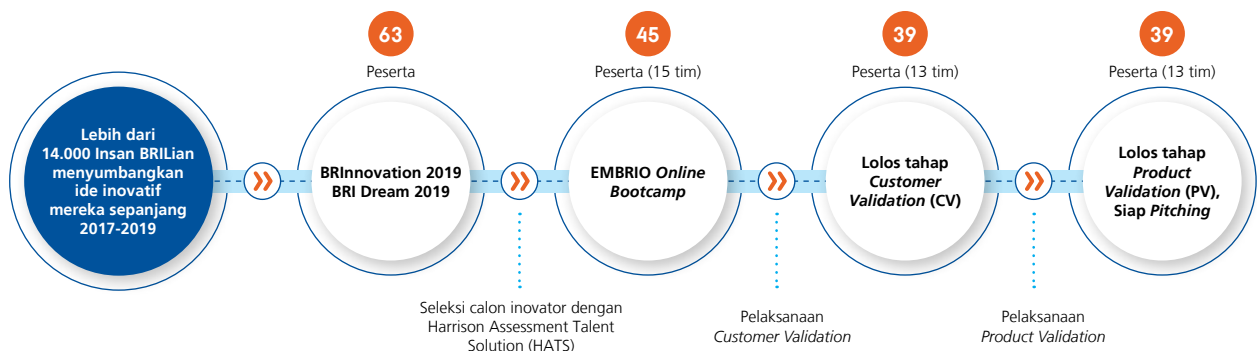 Lebih dari
14.000 Insan BRILian
menyumbangkan
ide inovatif
mereka sepanjang
2017-2019
63
Peserta
BRInnovation 2019
BRI Dream 2019
Seleksi calon inovator dengan
Harrison Assessment Talent
Solution (HATS)
45
Peserta (15 tim)
EMBRIO Online
Bootcamp
Pelaksanaan
Customer Validation
39
Peserta (13 tim)
Lolos tahap
Customer
Validation (CV)
Pelaksanaan
Product Validation
39
Peserta (13 tim)
Lolos tahap
Product
Validation (PV),
Siap Pitching